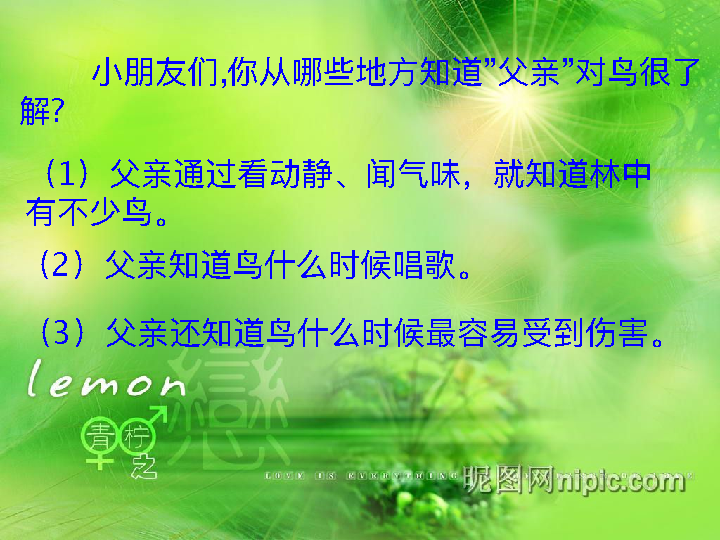 小朋友们,你从哪些地方知道”父亲”对鸟很了
解?
（1）父亲通过看动静、闻气味，就知道林中
有不少鸟。
（2）父亲知道鸟什么时候唱歌。
（3）父亲还知道鸟什么时候最容易受到伤害。
lemon
戀
青柠
之
LOVE IS EVERYTHING
昵图网nipic.com